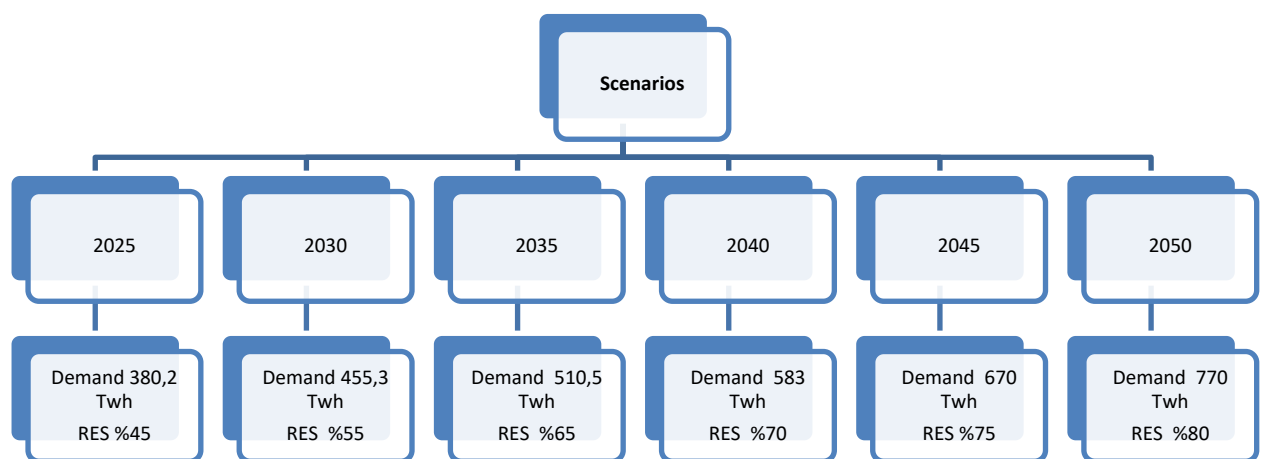 Scenarios
2025
2030
2035
2040
2045
2050
Demand 380,2
Twh
RES %45
Demand 455,3
Twh
RES %55
Demand 510,5
Twh
RES %65
Demand 583
Twh
RES %70
Demand 670
Twh
RES %75
Demand 770
Twh
RES %80